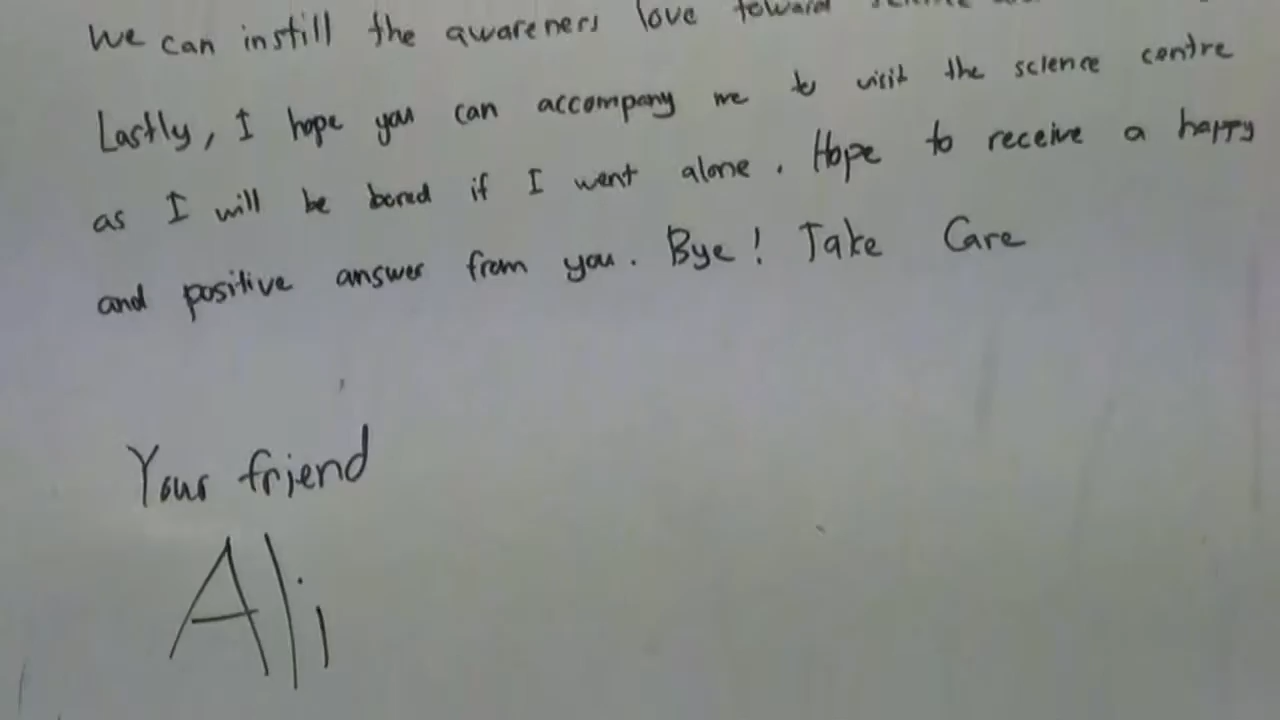 We can instill the awareners love toward science
Lastly, I hope you can accompany me to visit the science centre
as I will be bored if I went alone. Hope to receive a happy
and positive answer from you. Bye! Take Care
Your friend
Ali